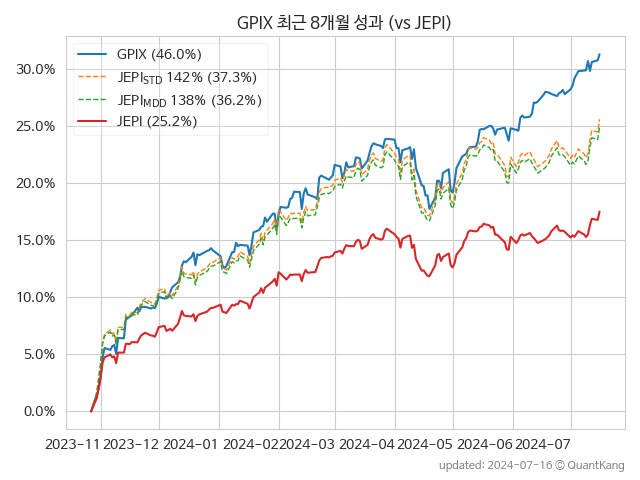 GPIX 최근 8개월 성과 (vs JEPI)
GPIX (46.0%)
JEPISTD 142% (37.3%)
JEPIMDD 138% (36.2%)
JEPI (25.2%)
30.0%
25.0%
20.0%
15.0%
10.0%
5.0%
0.0%
2023-11 2023-12 2024-01 2024-02 2024-03 2024-04 2024-05 2024-06 2024-07
updated: 2024-07-16 © QuantKang